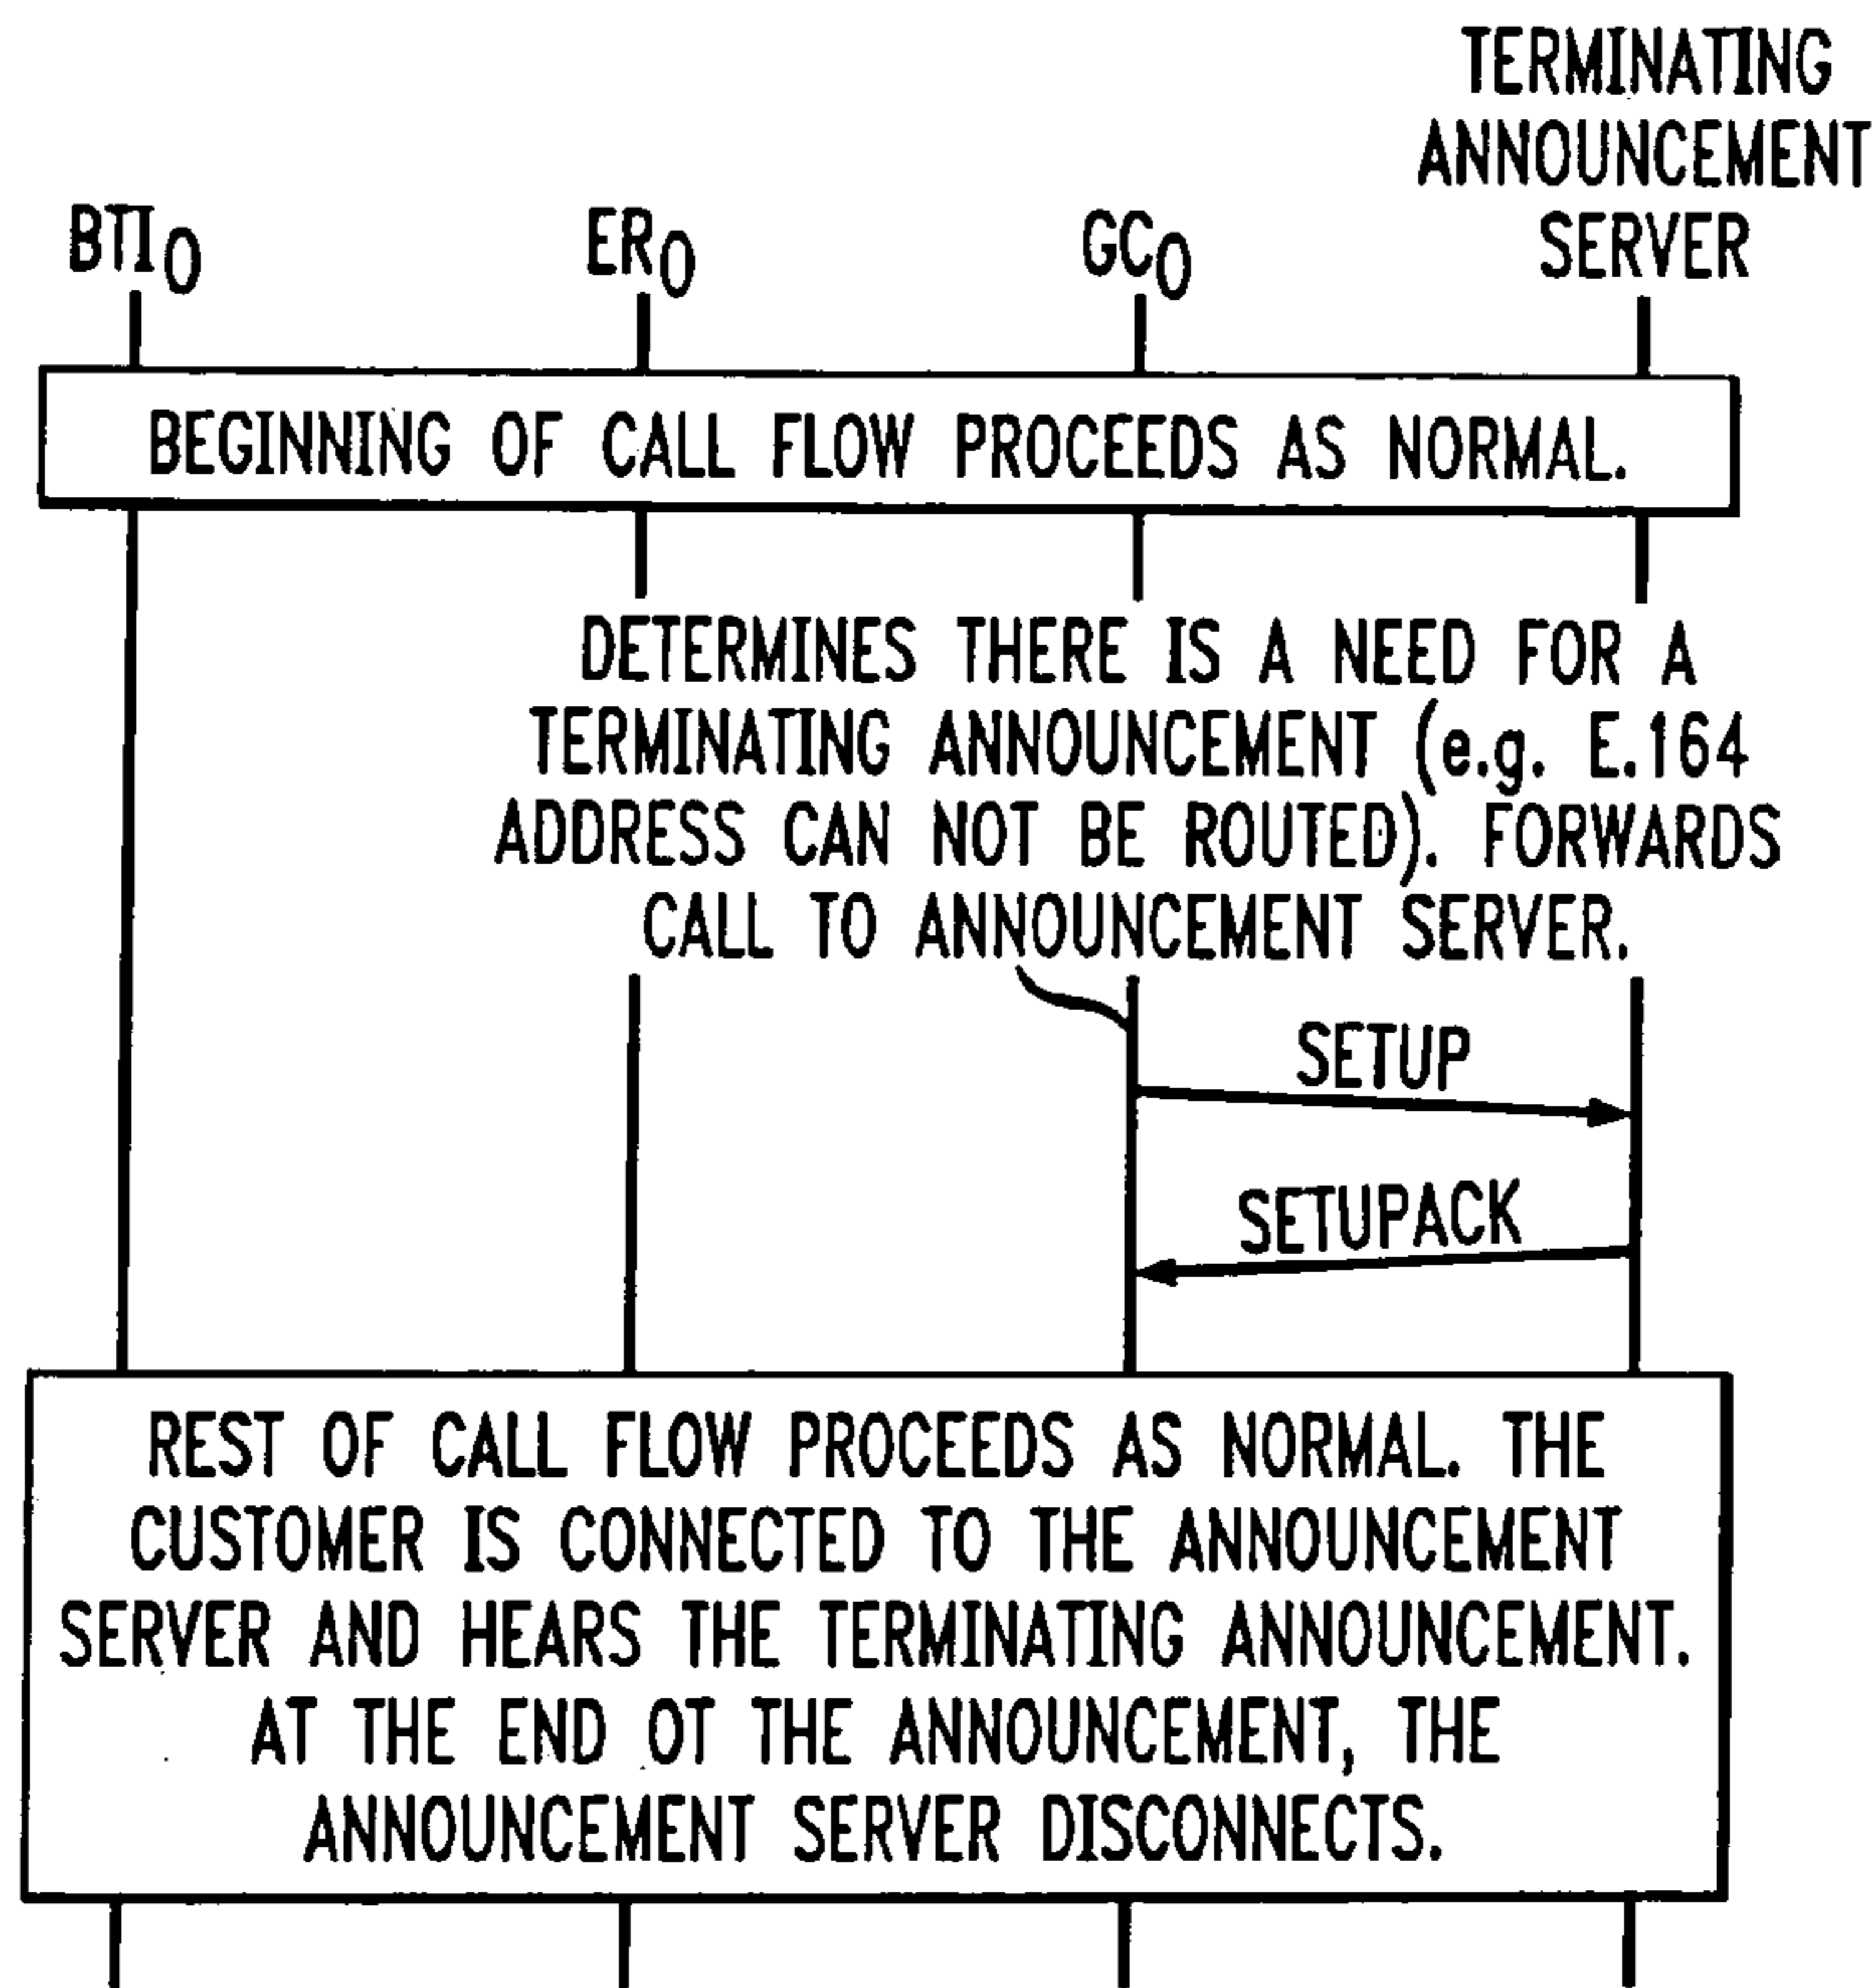 TERMINATING
ANNOUNCEMENT
SERVER
BTIO
ERO
GCO
BEGINNING OF CALL FLOW PROCEEDS AS NORMAL.
DETERMINES THERE IS A NEED FOR A
TERMINATING ANNOUNCEMENT (e.g. E.164
ADDRESS CAN NOT BE ROUTED). FORWARDS
CALL TO ANNOUNCEMENT SERVER.
SETUP
SETUPACK
REST OF CALL FLOW PROCEEDS AS NORMAL. THE
CUSTOMER IS CONNECTED TO THE ANNOUNCEMENT
SERVER AND HEARS THE TERMINATING ANNOUNCEMENT.
AT THE END OT THE ANNOUNCEMENT, THE
ANNOUNCEMENT SERVER DISCONNECTS.